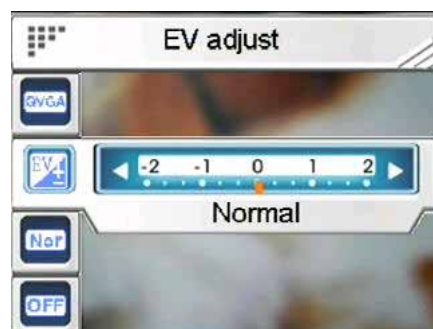 EV adjust
QVGA
EV±
-2 -1 0 1 2
Normal
Nor
OFF